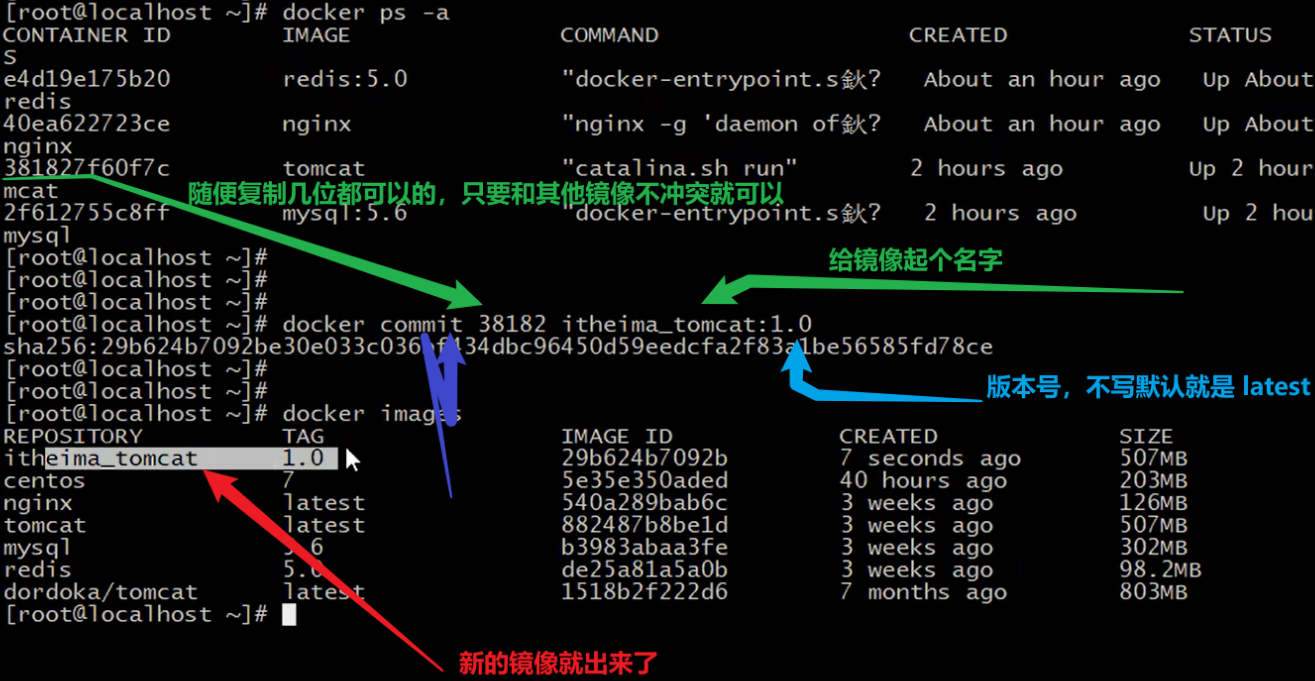 [root@localhost ~]# docker ps -a
CONTAINER ID IMAGE COMMAND CREATED STATUS
S
e4d19e175b20 redis:5.0 "docker-entrypoint.s鈥? About an hour ago Up About
redis
40ea622723ce nginx "nginx -g 'daemon of鈥? About an hour ago Up About
nginx
381827f60f7c tomcat "catalina.sh run" 2 hours ago Up 2 hour
mcat
随便复制几位都可以的，只要和其他镜像不冲突就可以
2f612755c8ff mysql:5.6 "docker-entrypoint.s鈥? 2 hours ago Up 2 hou
mysql
[root@localhost ~]#
给镜像起个名字
[root@localhost ~]#
[root@localhost ~]#
[root@localhost ~]# docker commit 38182 itheima_tomcat:1.0
sha256:29b624b7092be30e033c036 434dbc96450d59eedcfa2f83a1be56585fd78ce
[root@localhost ~]#
[root@localhost ~]#
版本号，不写默认就是 latest
[root@localhost ~]# docker images
REPOSITORY TAG IMAGE ID CREATED SIZE
itheima_tomcat 1.0 29b624b7092b 7 seconds ago 507MB
centos 7 5e35e350aded 40 hours ago 203MB
nginx latest 540a289bab6c 3 weeks ago 126MB
tomcat latest 882487b8be1d 3 weeks ago 507MB
mysql 5.6 b3983abaa3fe 3 weeks ago 302MB
redis 5.0 de25a81a5a0b 3 weeks ago 98.2MB
dordoka/tomcat latest 1518b2f222d6 7 months ago 803MB
[root@localhost ~]#
新的镜像就出来了